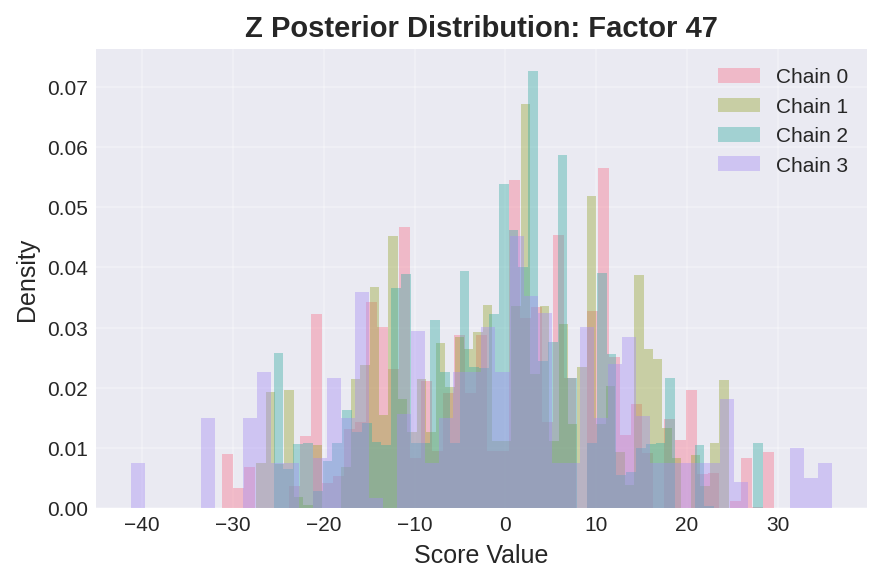 Z Posterior Distribution: Factor 47
Chain 0
Chain 1
Chain 2
Chain 3
0.07
0.06
0.05
0.04
0.03
0.02
0.01
0.00
Density
−40 −30 −20 −10 0 10 20 30
Score Value